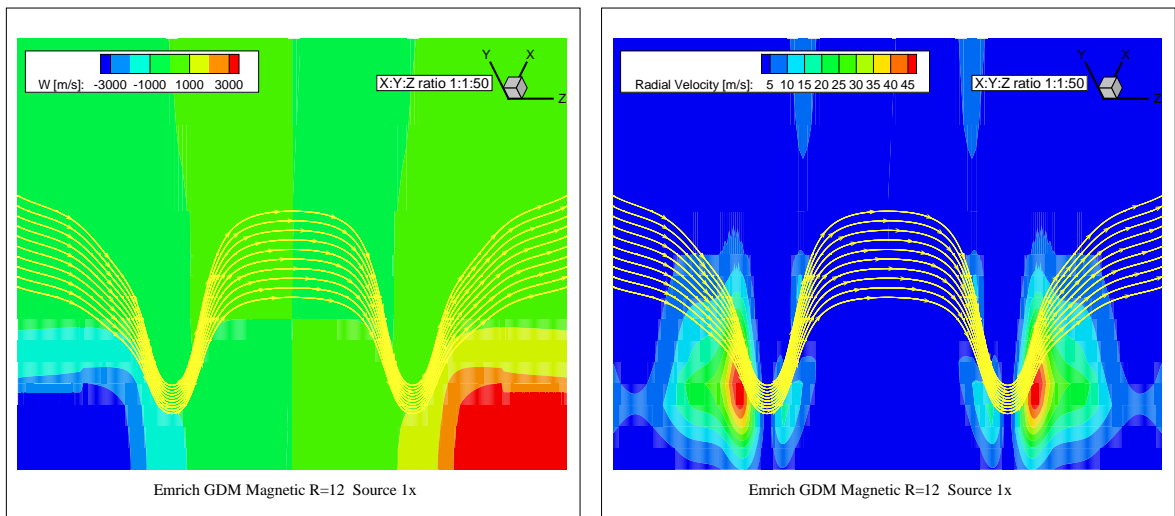 Y X
W [m/s]: -3000 -1000 1000 3000
X:Y:Z ratio 1:1:50
Z
Emrich GDM Magnetic R=12 Source 1x
Y X
Radial Velocity [m/s]: 5 10 15 20 25 30 35 40 45
X:Y:Z ratio 1:1:50
Z
Emrich GDM Magnetic R=12 Source 1x